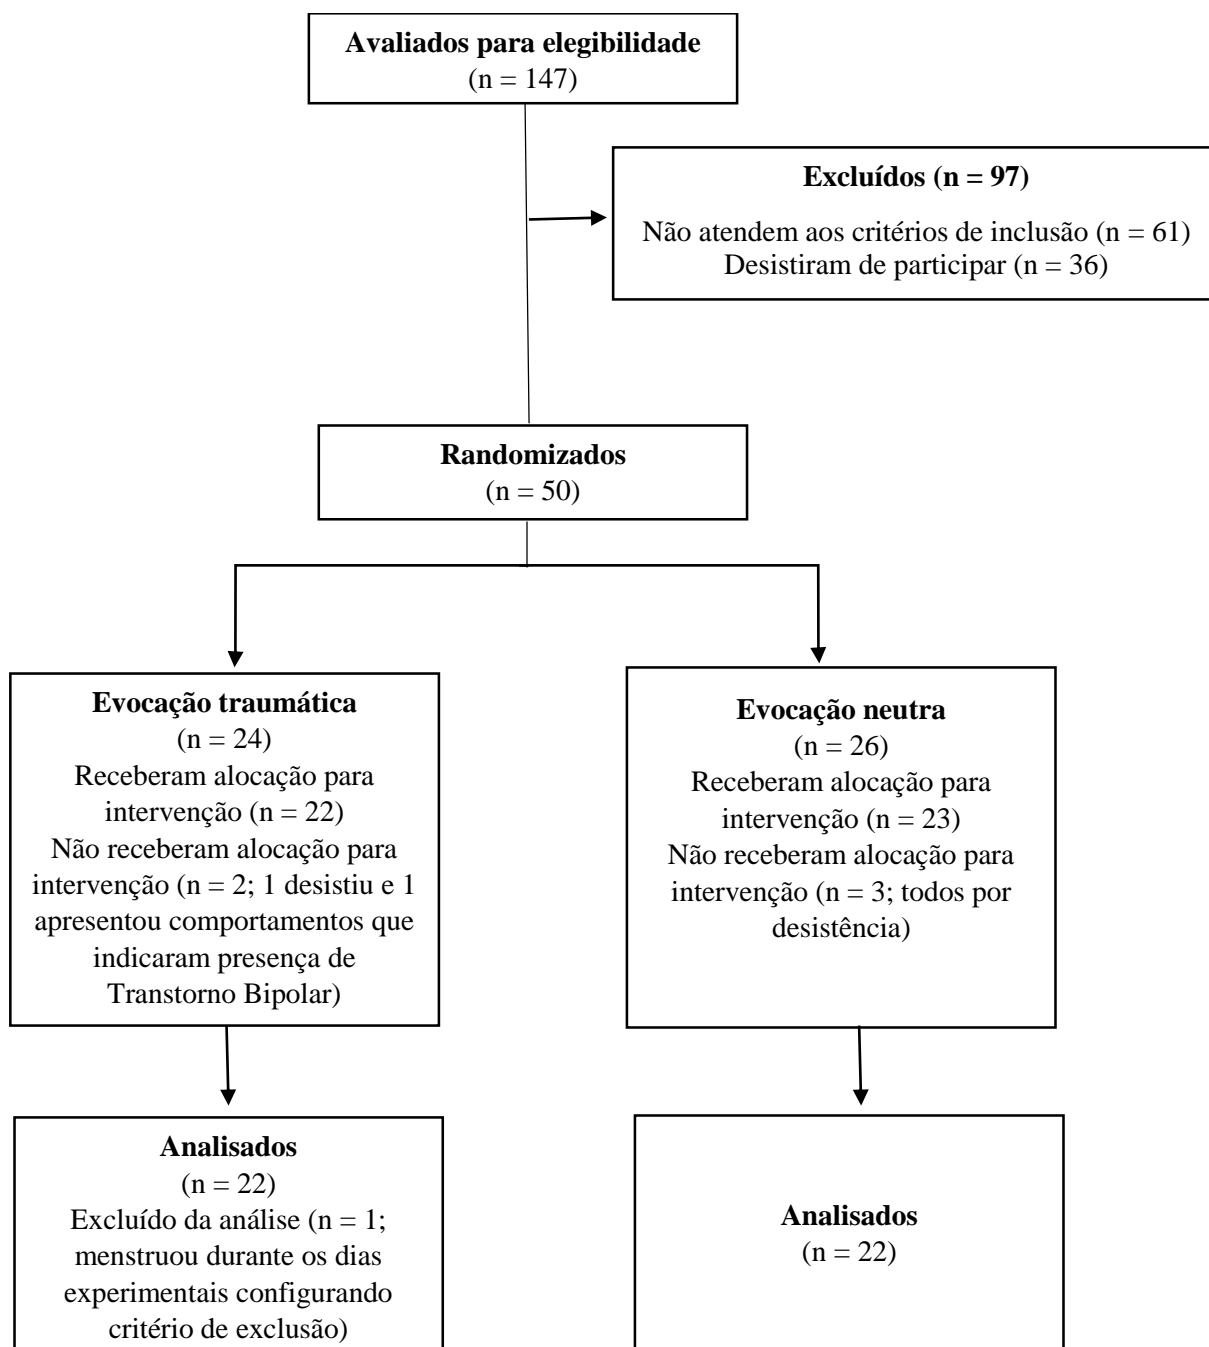 Avaliados para elegibilidade
(n = 147)
Excluídos (n = 97)
Não atendem aos critérios de inclusão (n = 61)
Desistiram de participar (n = 36)
Randomizados
(n = 50)
Evocação traumática
(n = 24)
Receberam alocação para
intervenção (n = 22)
Não receberam alocação para
intervenção (n = 2; 1 desistiu e 1
apresentou comportamentos que
indicaram presença de
Transtorno Bipolar)
Evocação neutra
(n = 26)
Receberam alocação para
intervenção (n = 23)
Não receberam alocação para
intervenção (n = 3; todos por
desistência)
Analisados
(n = 22)
Excluído da análise (n = 1;
menstruou durante os dias
experimentais configurando
critério de exclusão)
Analisados
(n = 22)